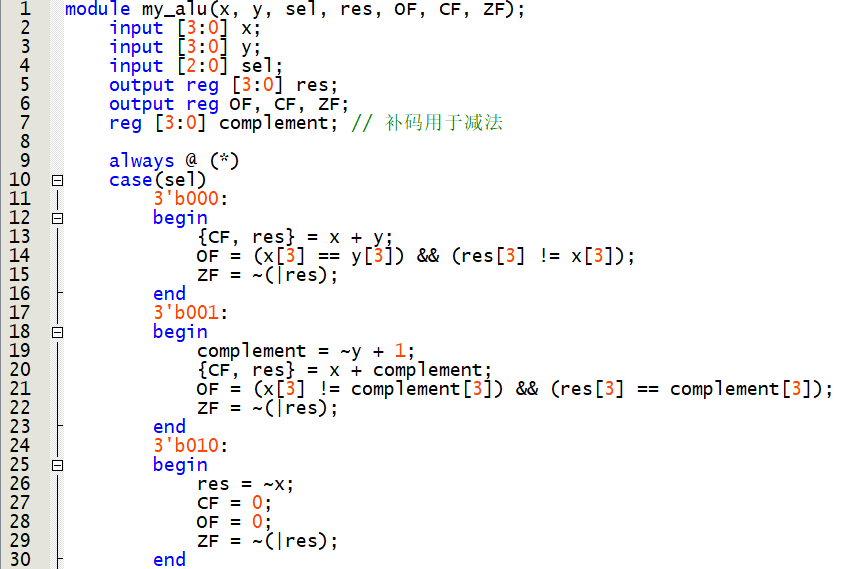 1 module my_alu(x, y, sel, res, OF, CF, ZF);
2     input [3:0] x;
3     input [3:0] y;
4     input [2:0] sel;
5     output reg [3:0] res;
6     output reg OF, CF, ZF;
7     reg [3:0] complement; // 补码用于减法
8
9     always @ (*)
10     case(sel)
11         3'b000:
12         begin
13             {CF, res} = x + y;
14             OF = (x[3] == y[3]) && (res[3] != x[3]);
15             ZF = ~(|res);
16         end
17         3'b001:
18         begin
19             complement = ~y + 1;
20             {CF, res} = x + complement;
21             OF = (x[3] != complement[3]) && (res[3] == complement[3]);
22             ZF = ~(|res);
23         end
24         3'b010:
25         begin
26             res = ~x;
27             CF = 0;
28             OF = 0;
29             ZF = ~(|res);
30         end